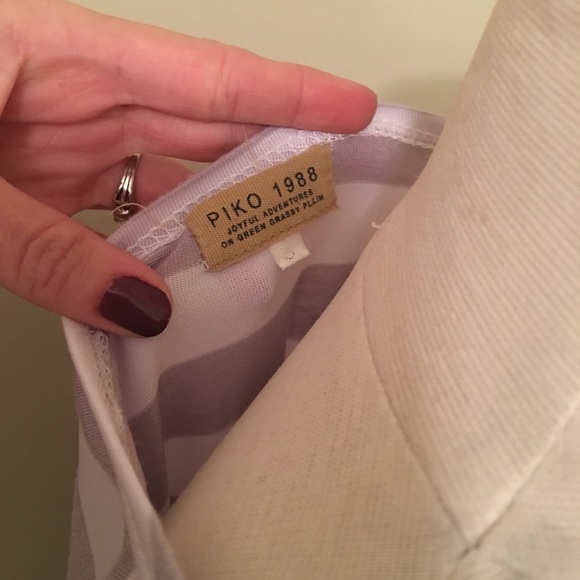 PIKO 1988
JOYFUL ADVENTURES
ON GREEN GRASSY PLAIN